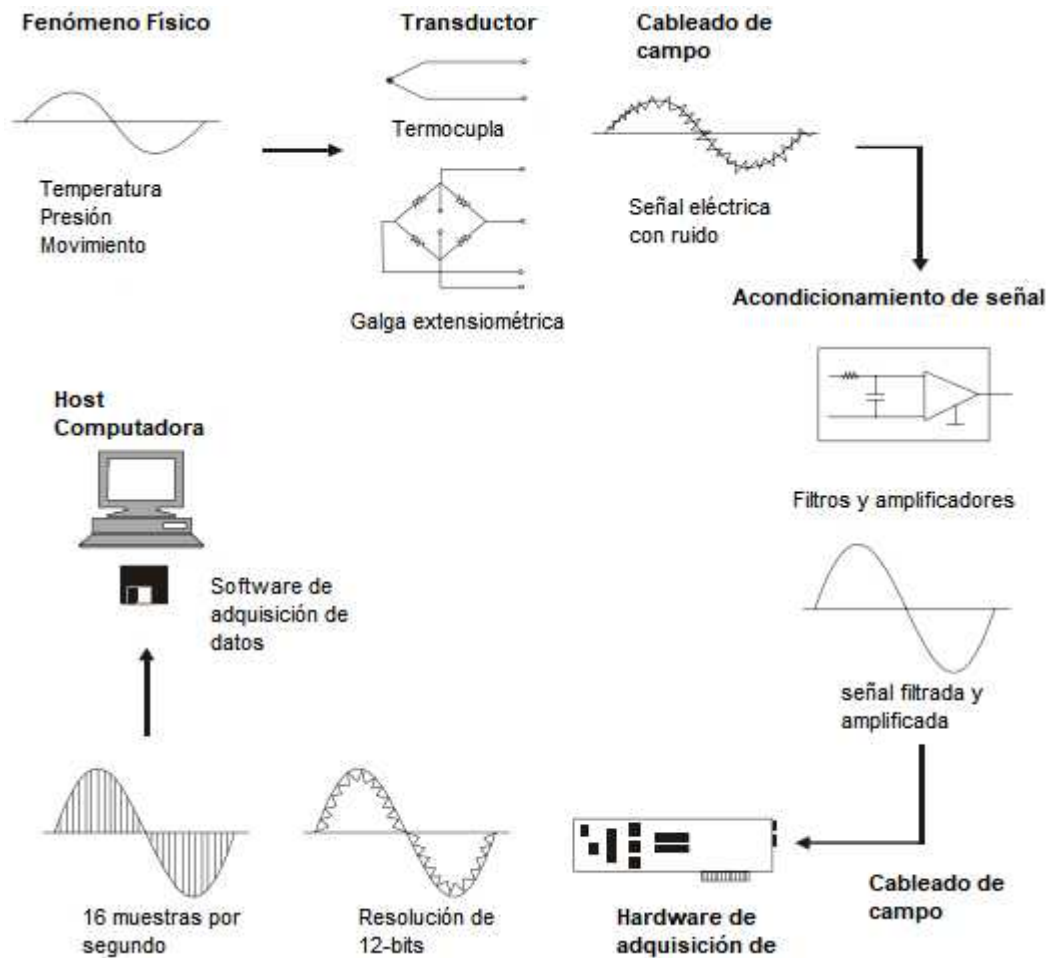 Fenómeno Físico
Transductor
Cableado de
campo
Termocupla
Temperatura
Presión
Movimiento
Señal eléctrica
con ruido
Galga extensiométrica
Acondicionamiento de señal
Filtros y amplificadores
señal filtrada y
amplificada
Cableado de
campo
Hardware de
adquisición de
Resolución de
12-bits
16 muestras por
segundo
Software de
adquisición de
datos
Host
Computadora